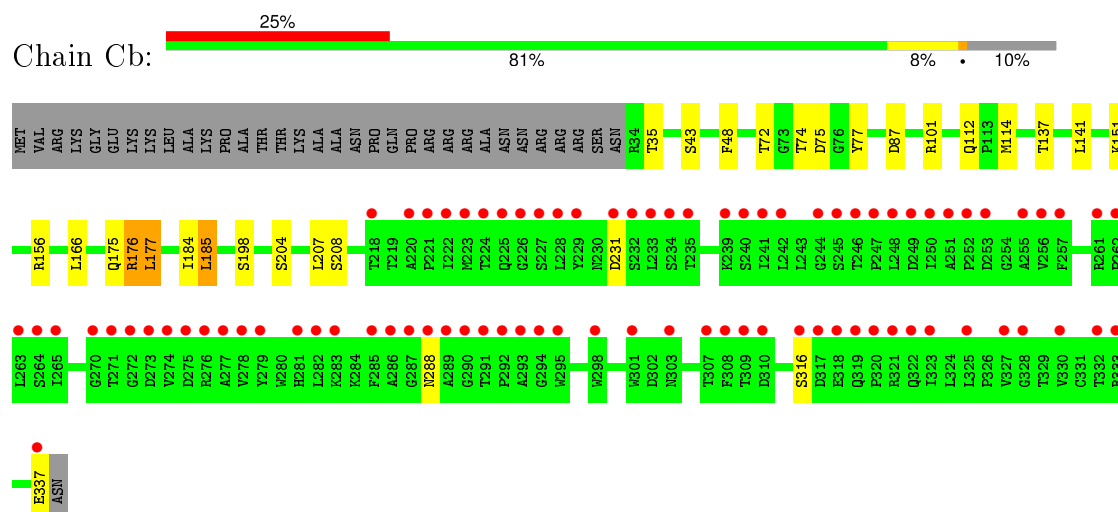 25%
Chain Cb:
81% 8% • 10%
MET VAL ARG LYS GLY GLU LYS LYS LEU ALA LYS PRO ALA THR THR LYS ALA ALA ASN PRO GLN PRO ARG ARG ARG ALA ASN ASN ARG ARG ARG SER ASN R34 T35 S43 F48 T72 G73 T74 D75 G76 Y77 D87 R101 Q112 P113 M114 T137 L141 K151
R156 L166 Q175 R176 L177 I184 L185 S198 S204 L207 S208 T218 T219 A220 P221 I222 M223 T224 Q225 G226 S227 L228 Y229 N230 D231 S232 L233 S234 T235 K239 S240 I241 L242 L243 G244 S245 T246 P247 L248 D249 I250 A251 P252 D253 G254 A255 V256 F257 R261 P262
L263 S264 I265 G270 T271 G272 D273 V274 D275 R276 A277 V278 Y279 W280 H281 L282 K283 K284 F285 A286 G287 N288 A289 G290 T291 P292 A293 G294 W295 W298 W301 D302 N303 T307 F308 T309 D310 S316 D317 E318 Q319 P320 R321 Q322 I323 L324 L325 P326 V327 G328 T329 V330 C331 T332 R333
E337 ASN